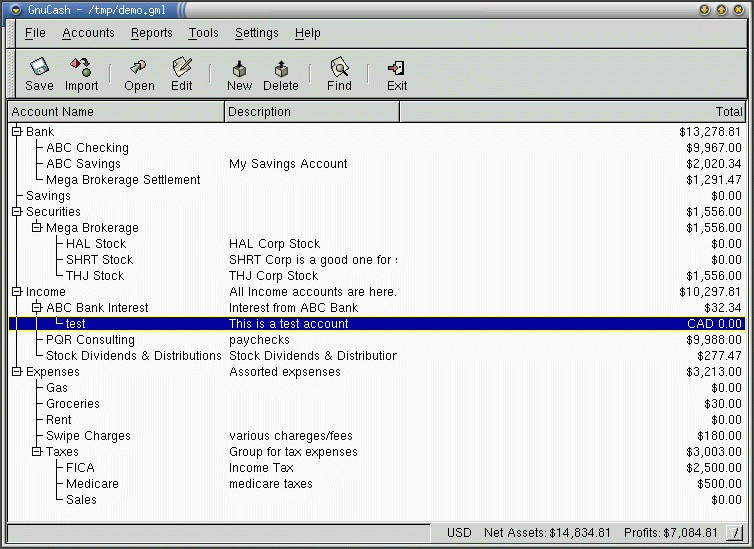 GnuCash - /tmp/demo.gml
File Accounts Reports Tools Settings Help
Save Import Open Edit New Delete Find Exit
Account Name Description Total
Bank $13,278.81
ABC Checking $9,967.00
ABC Savings My Savings Account $2,020.34
Mega Brokerage Settlement $1,291.47
Savings $0.00
Securities $1,556.00
Mega Brokerage $1,556.00
HAL Stock HAL Corp Stock $0.00
SHRT Stock SHRT Corp is a good one for $0.00
THJ Stock THJ Corp Stock $1,556.00
Income All Income accounts are here. $10,297.81
ABC Bank Interest Interest from ABC Bank $32.34
test This is a test account CAD 0.00
PQR Consulting paychecks $9,988.00
Stock Dividends & Distributions Stock Dividends & Distribution $277.47
Expenses Assorted expsenses $3,213.00
Gas $0.00
Groceries $30.00
Rent $0.00
Swipe Charges various chareges/fees $180.00
Taxes Group for tax expenses $3,003.00
FICA Income Tax $2,500.00
Medicare medicare taxes $500.00
Sales $0.00
USD Net Assets: $14,834.81 Profits: $7,084.81